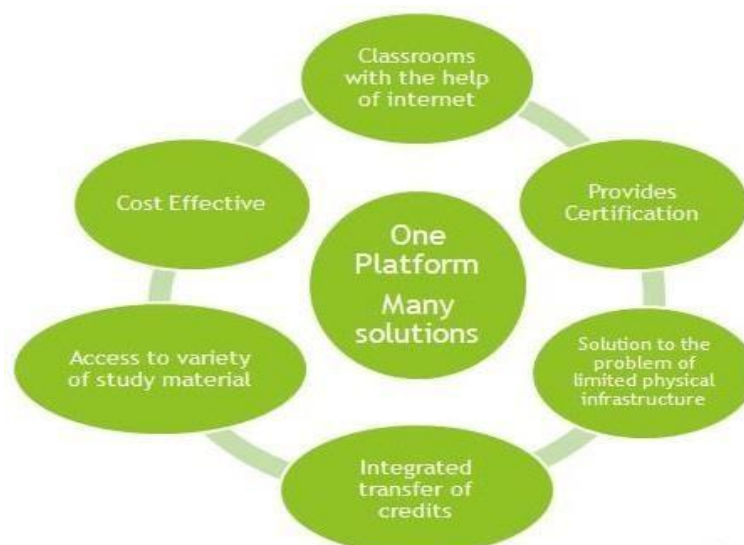 Classrooms
with the help
of internet
Provides
Certification
Solution to the
problem of
limited physical
infrastructure
Integrated
transfer of
credits
Access to variety
of study material
Cost Effective
One
Platform
Many
solutions